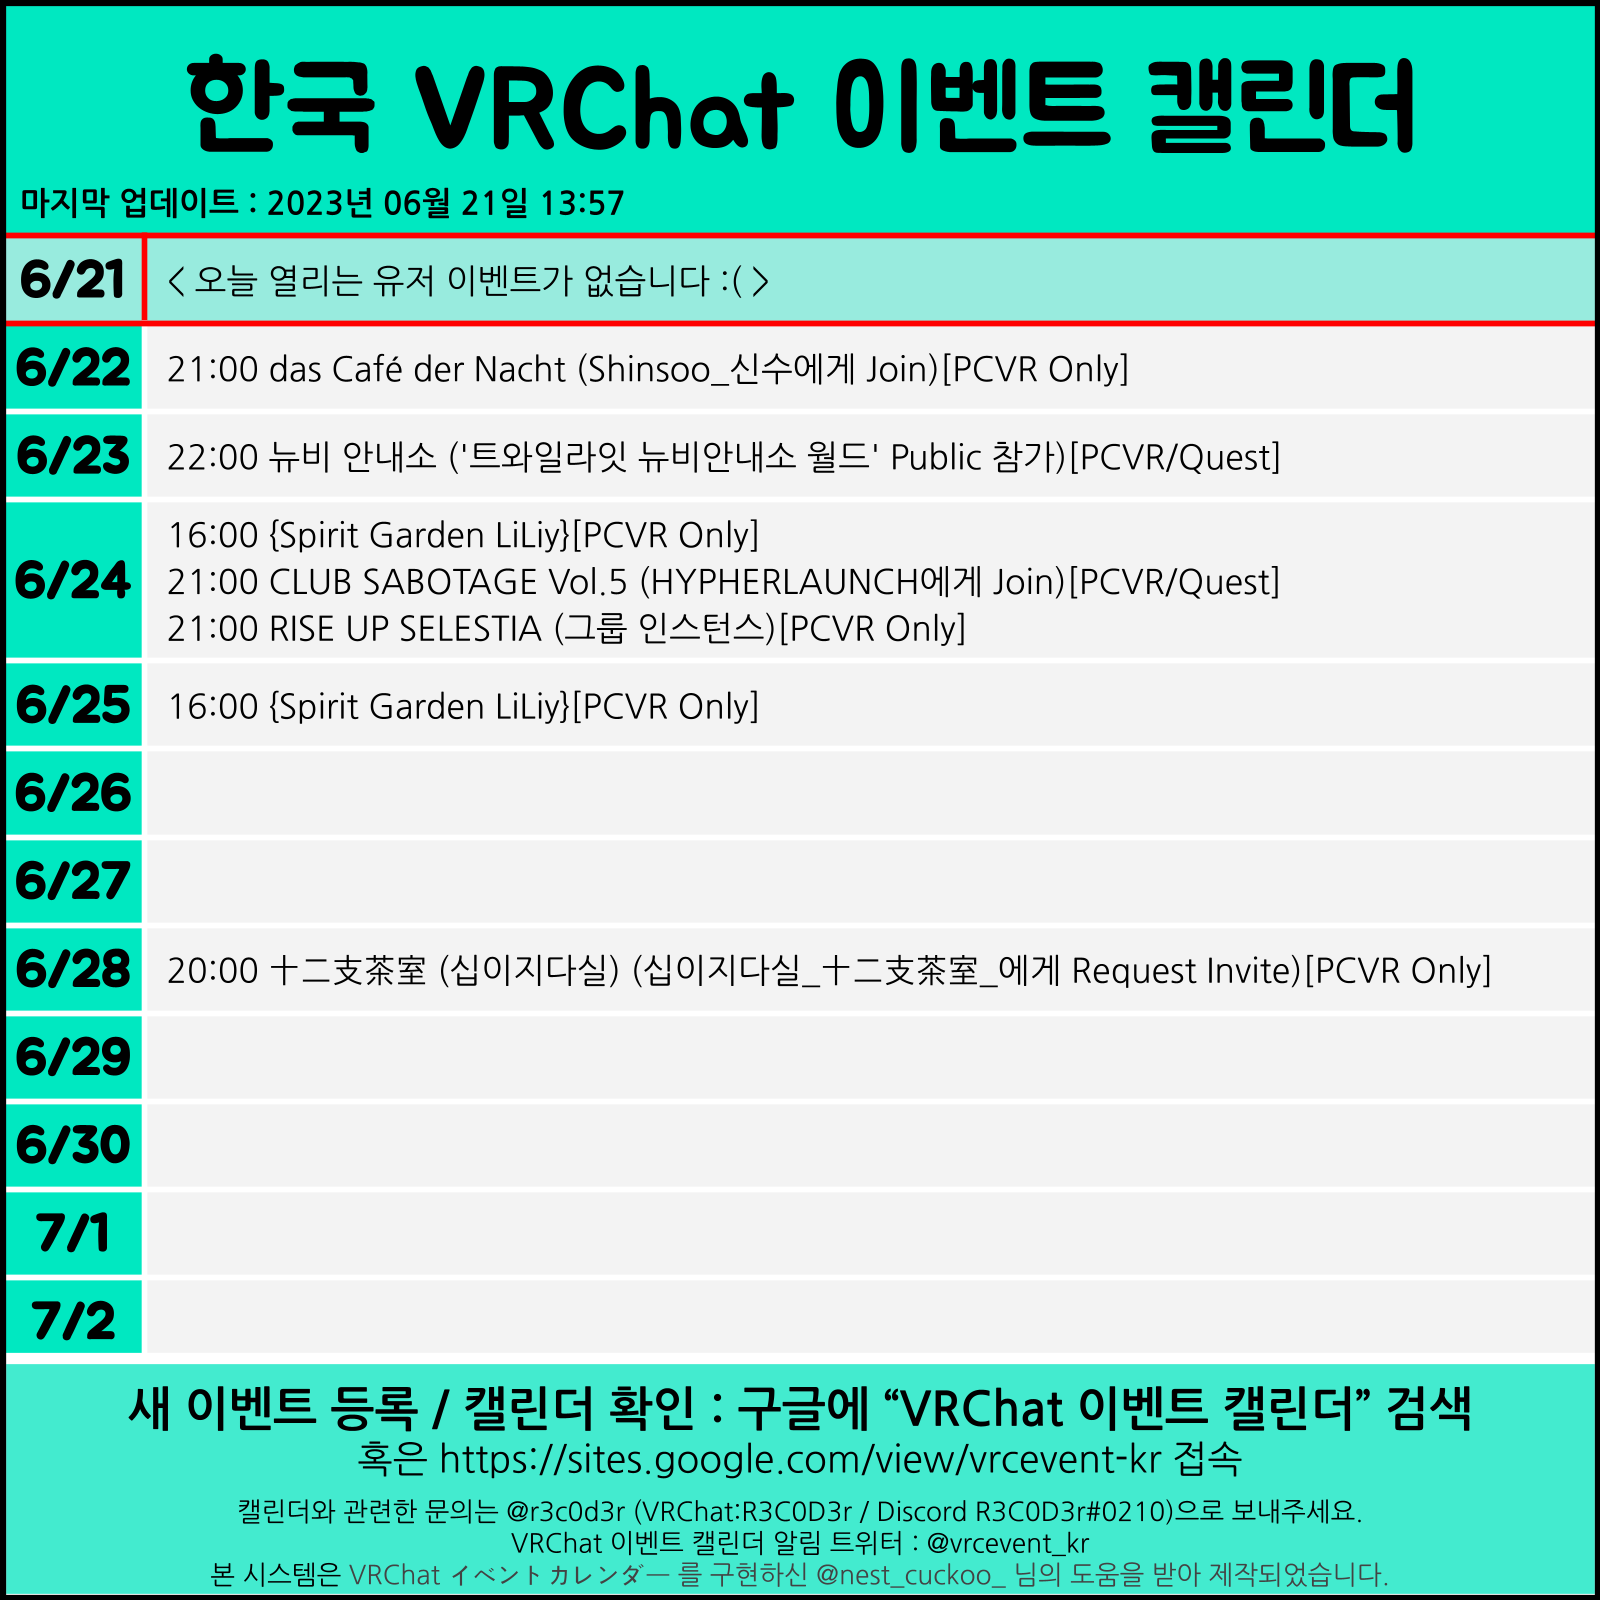 한국 VRChat 이벤트 캘린더
마지막 업데이트 : 2023년 06월 21일 13:57
6/21
< 오늘 열리는 유저 이벤트가 없습니다 :( >
6/22
21:00 das Café der Nacht (Shinsoo_신수에게 Join)[PCVR Only]
6/23
22:00 뉴비 안내소 ('트와일라잇 뉴비안내소 월드' Public 참가)[PCVR/Quest]
6/24
16:00 {Spirit Garden LiLiy}[PCVR Only]
21:00 CLUB SABOTAGE Vol.5 (HYPHERLAUNCH에게 Join)[PCVR/Quest]
21:00 RISE UP SELESTIA (그룹 인스턴스)[PCVR Only]
6/25
16:00 {Spirit Garden LiLiy}[PCVR Only]
6/26
6/27
6/28
20:00 十二支茶室 (십이지다실) (십이지다실_十二支茶室_에게 Request Invite)[PCVR Only]
6/29
6/30
7/1
7/2
새 이벤트 등록 / 캘린더 확인 : 구글에 “VRChat 이벤트 캘린더” 검색
혹은 https://sites.google.com/view/vrcevent-kr 접속
캘린더와 관련한 문의는 @r3c0d3r (VRChat:R3C0D3r / Discord R3C0D3r#0210)으로 보내주세요.
VRChat 이벤트 캘린더 알림 트위터 : @vrcevent_kr
본 시스템은 VRChat イベントカレンダー 를 구현하신 @nest_cuckoo_ 님의 도움을 받아 제작되었습니다.